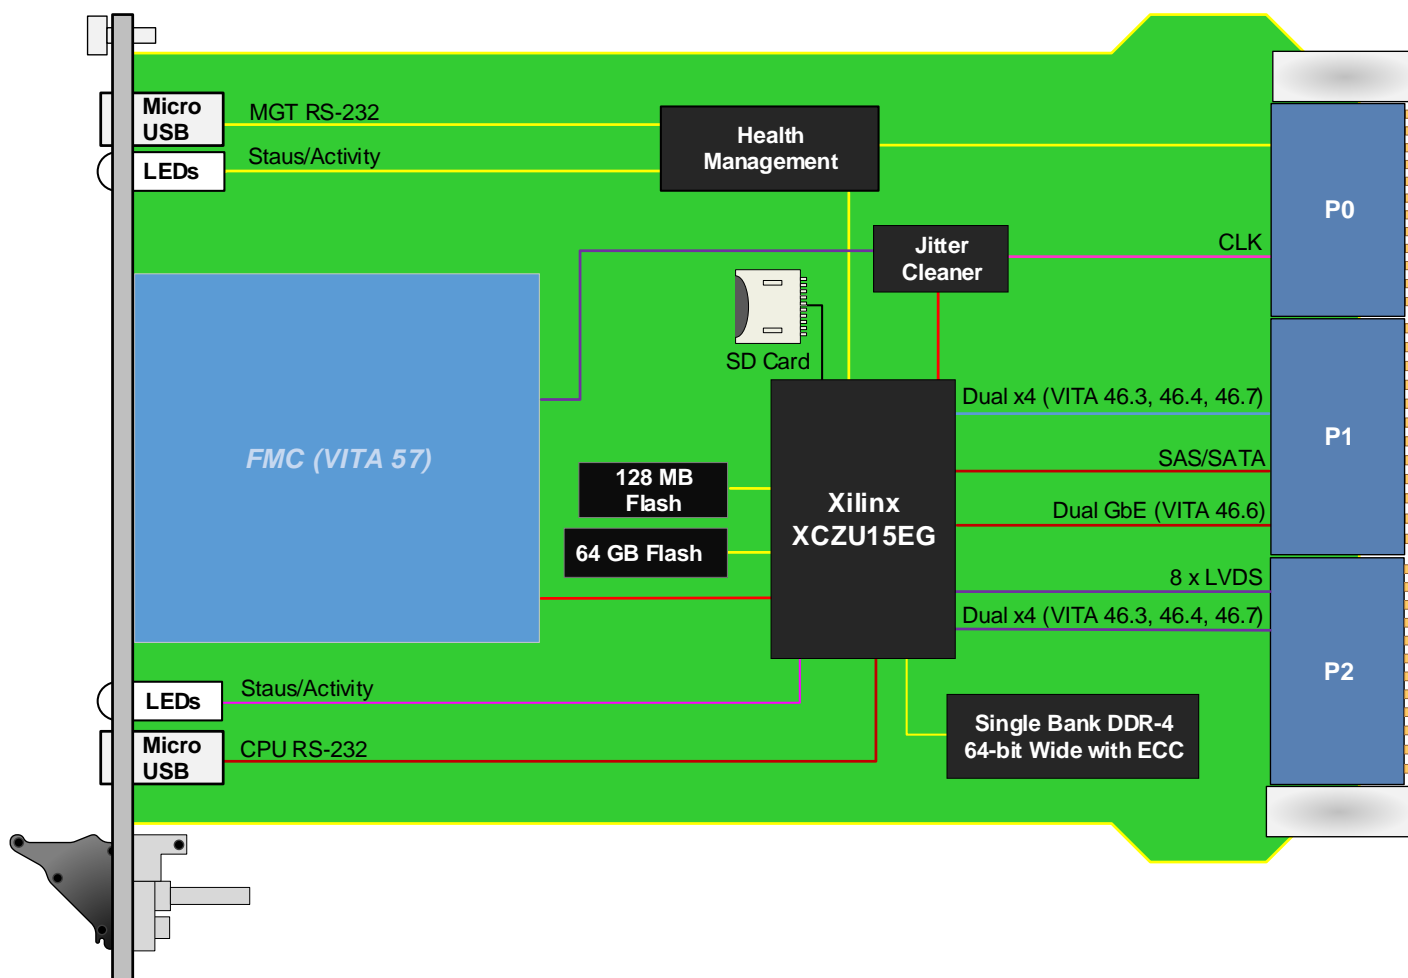 Micro
USB
MGT RS-232
Health
Management
LEDs
Staus/Activity
P0
Jitter
Cleaner
CLK
SD Card
Dual x4 (VITA 46.3, 46.4, 46.7)
FMC (VITA 57)
P1
SAS/SATA
128 MB
Flash
Xilinx
XCZU15EG
Dual GbE (VITA 46.6)
64 GB Flash
8 x LVDS
Dual x4 (VITA 46.3, 46.4, 46.7)
P2
LEDs
Staus/Activity
Single Bank DDR-4
64-bit Wide with ECC
Micro
USB
CPU RS-232